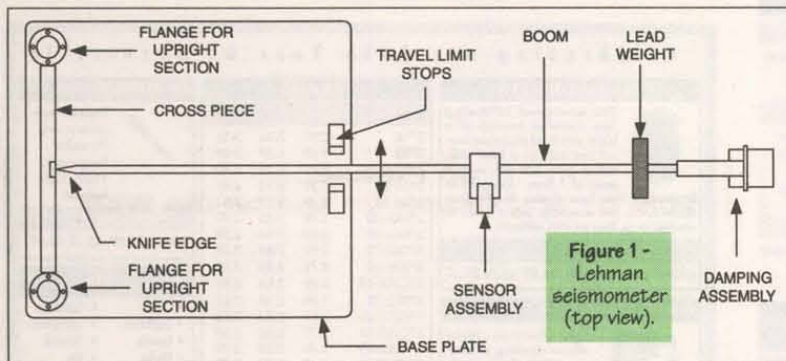 FLANGE FOR
UPRIGHT
SECTION
CROSS PIECE
KNIFE EDGE
FLANGE FOR
UPRIGHT
SECTION
TRAVEL LIMIT
STOPS
BASE PLATE
BOOM
SENSOR
ASSEMBLY
LEAD
WEIGHT
Figure 1 -
Lehman
seismometer
(top view).
DAMPING
ASSEMBLY